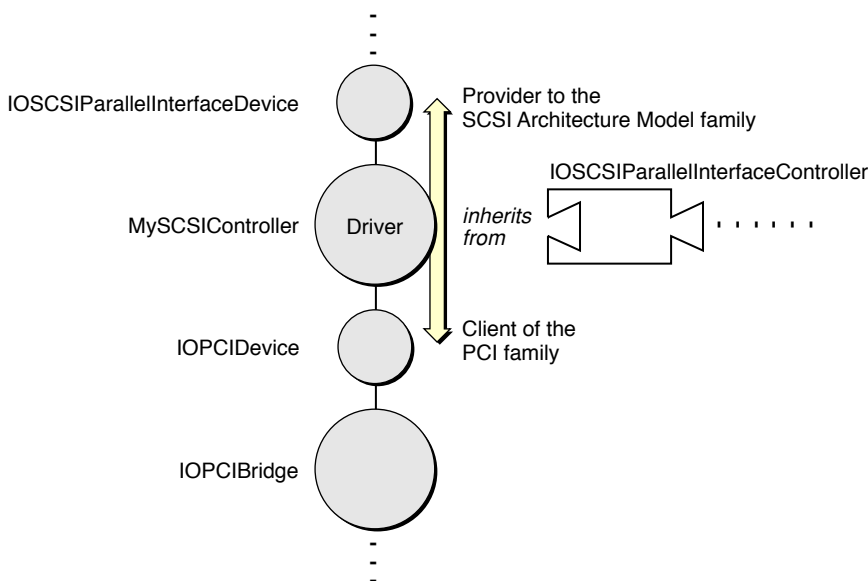 IOSCSIParallelInterfaceDevice
Provider to the
SCSI Architecture Model family
IOSCSIParallelInterfaceController
MySCSIController
Driver
inherits
from
Client of the
PCI family
IOPCIDevice
IOPCIBridge